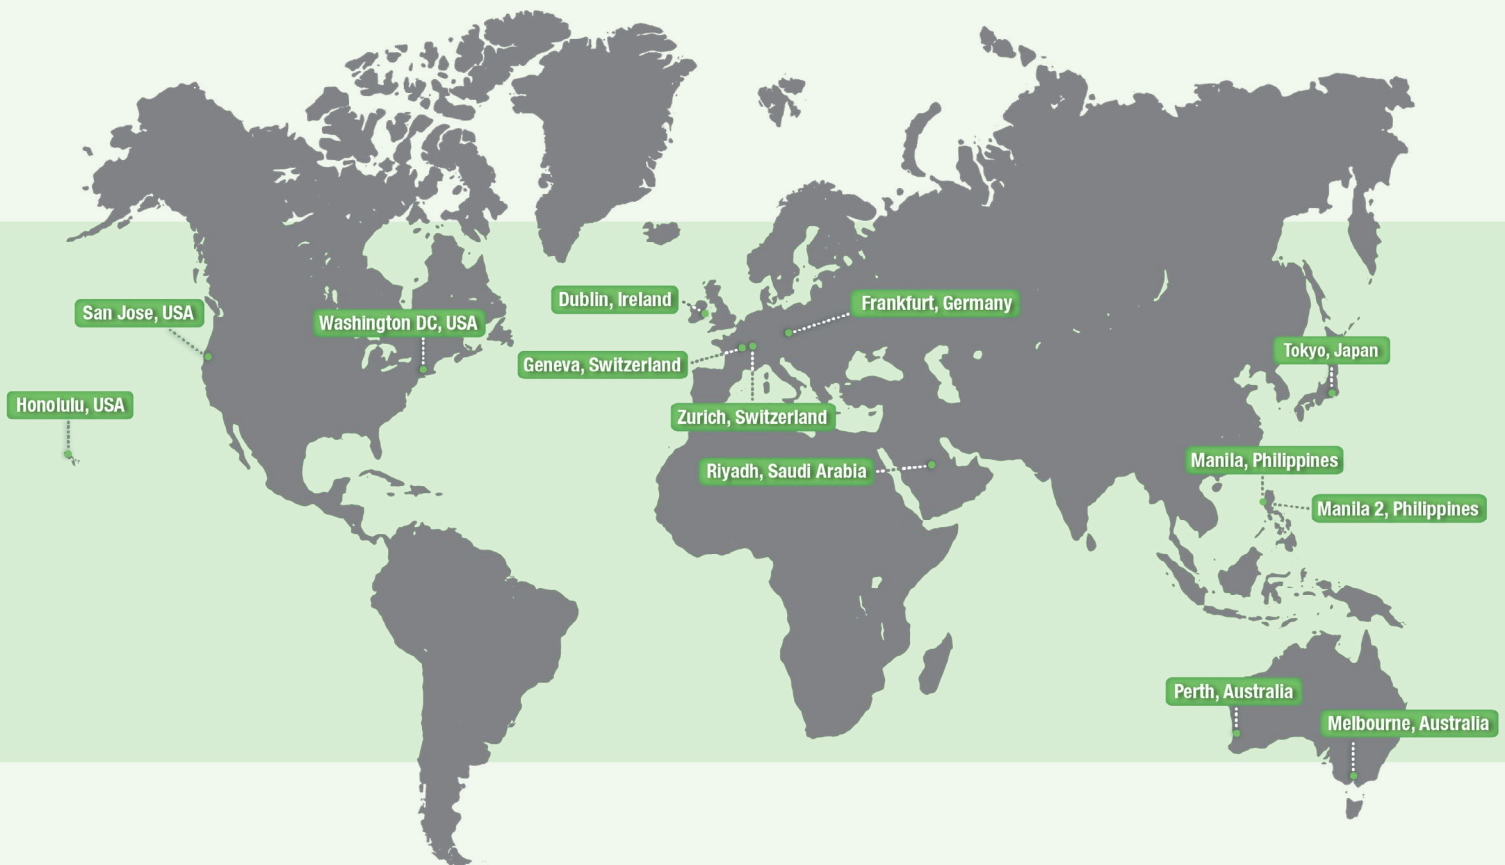 Dublin, Ireland
Frankfurt, Germany
San Jose, USA
Washington DC, USA
Tokyo, Japan
Geneva, Switzerland
Honolulu, USA
Zurich, Switzerland
Manila, Philippines
Riyadh, Saudi Arabia
Manila 2, Philippines
Perth, Australia
Melbourne, Australia